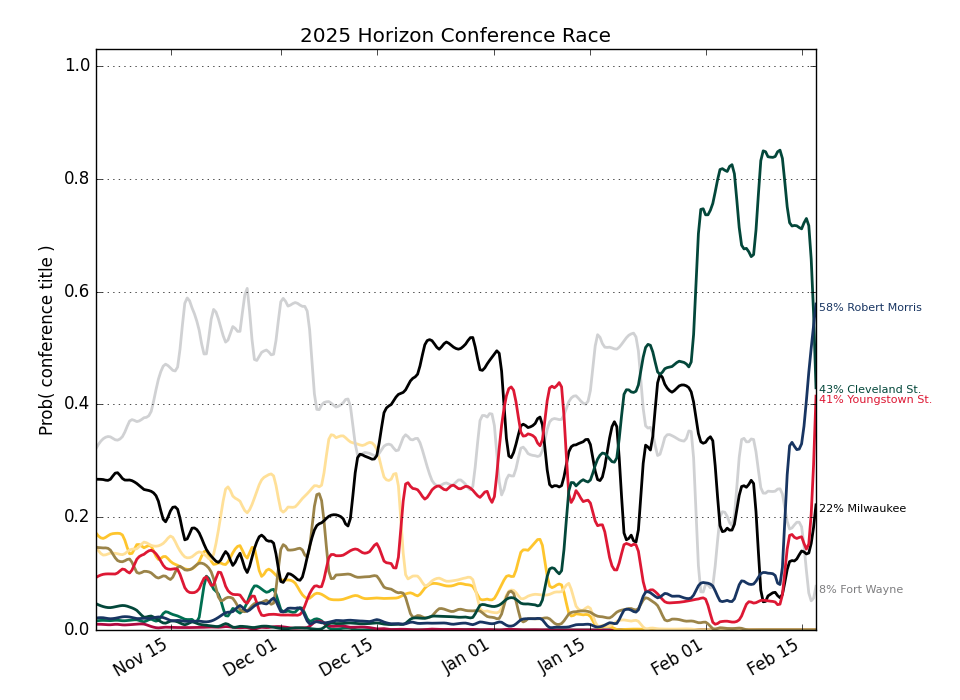 2025 Horizon Conference Race
Prob( conference title )
1.0
0.8
0.6
0.4
0.2
0.0
58% Robert Morris
43% Cleveland St.
41% Youngstown St.
22% Milwaukee
8% Fort Wayne
Nov 15
Dec 01
Dec 15
Jan 01
Jan 15
Feb 01
Feb 15